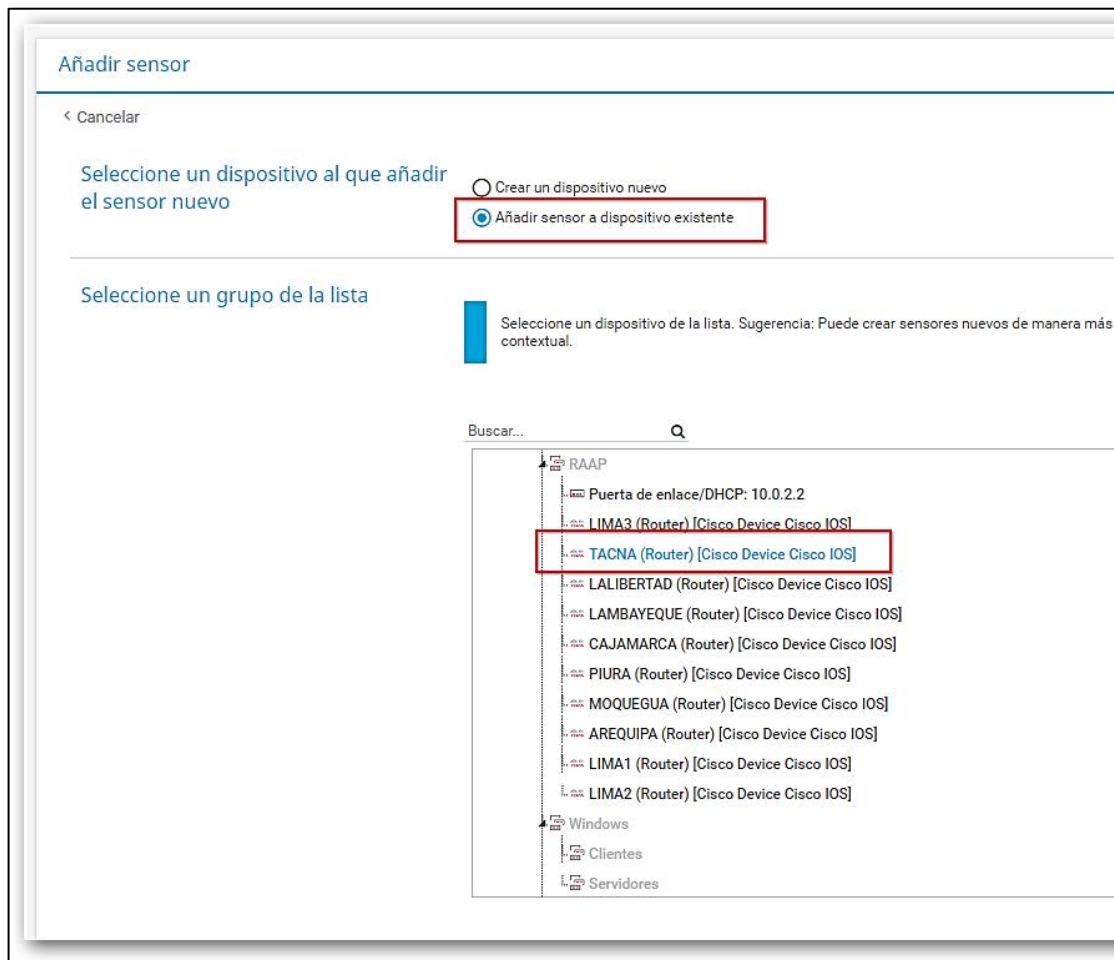 Añadir sensor
< Cancelar
Seleccione un dispositivo al que añadir
el sensor nuevo
Crear un dispositivo nuevo
Añadir sensor a dispositivo existente
Seleccione un grupo de la lista
Seleccione un dispositivo de la lista. Sugerencia: Puede crear sensores nuevos de manera más
contextual.
Buscar...
RAAP
Puerta de enlace/DHCP: 10.0.2.2
LIMA3 (Router) [Cisco Device Cisco IOS]
TACNA (Router) [Cisco Device Cisco IOS]
LALIBERTAD (Router) [Cisco Device Cisco IOS]
LAMBAYEQUE (Router) [Cisco Device Cisco IOS]
CAJAMARCA (Router) [Cisco Device Cisco IOS]
PIURA (Router) [Cisco Device Cisco IOS]
MOQUEGUA (Router) [Cisco Device Cisco IOS]
AREQUIPA (Router) [Cisco Device Cisco IOS]
LIMA1 (Router) [Cisco Device Cisco IOS]
LIMA2 (Router) [Cisco Device Cisco IOS]
Windows
Clientes
Servidores